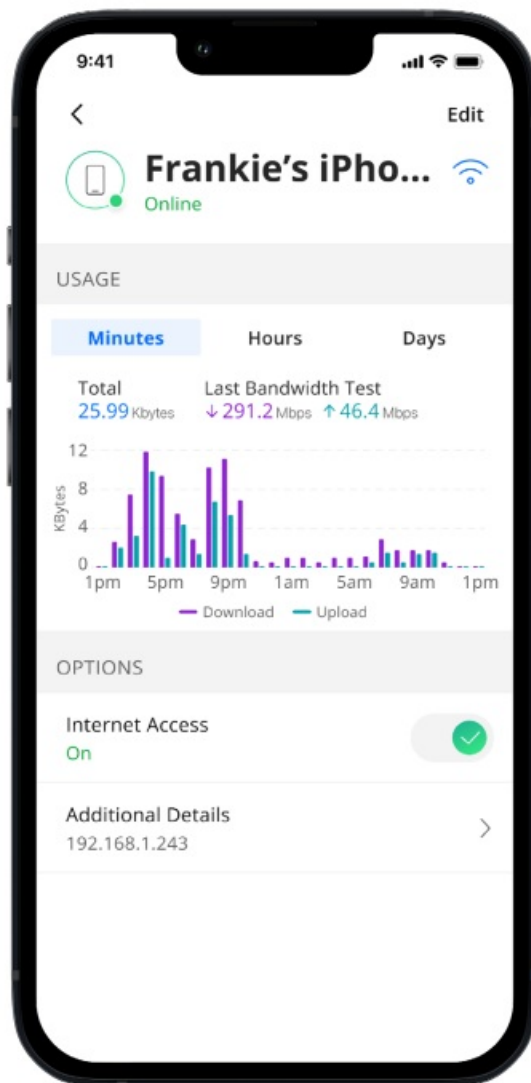 9:41
Edit
Frankie's iPho...
Online
USAGE
Minutes Hours Days
Total Last Bandwidth Test
25.99 Kbytes ↓ 291.2 Mbps ↑ 46.4 Mbps
12
8
4
0
KBytes
1pm 5pm 9pm 1am 5am 9am 1pm
Download Upload
OPTIONS
Internet Access
On
Additional Details
192.168.1.243